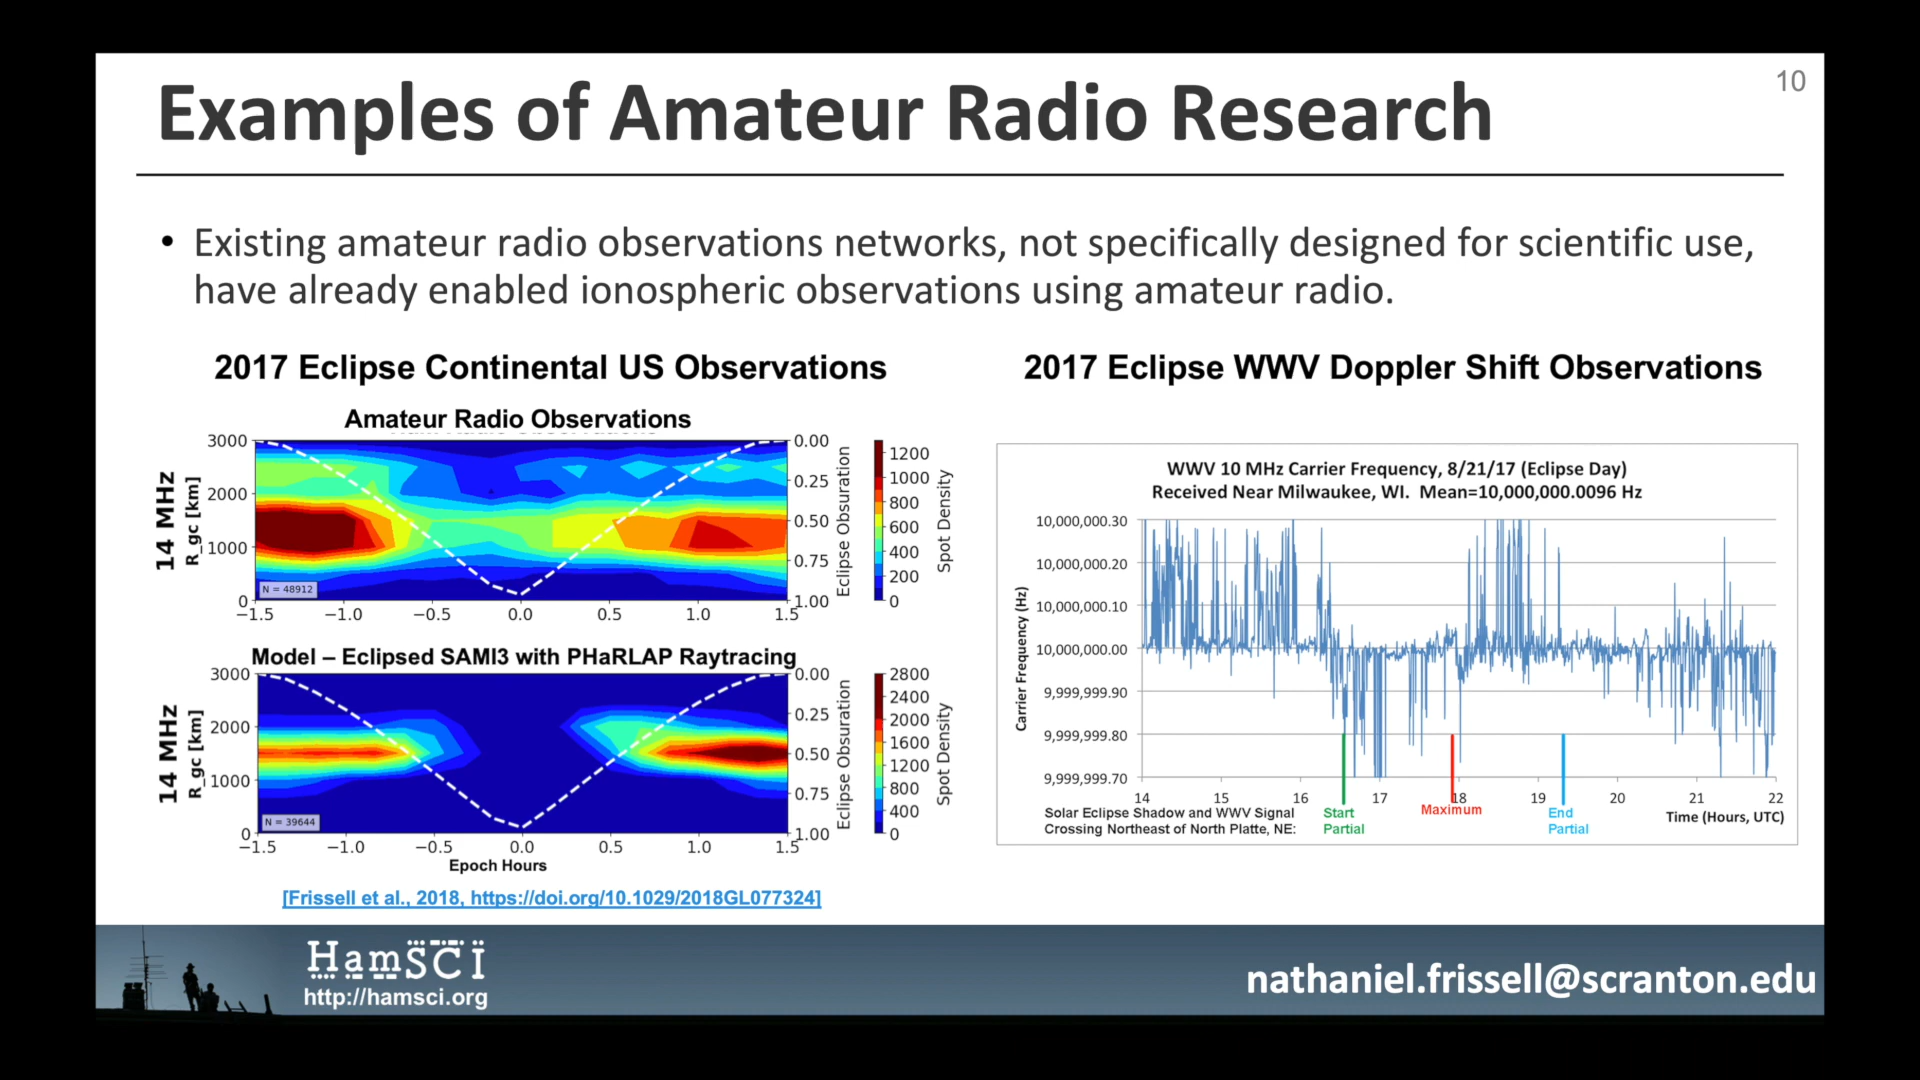 10
Examples of Amateur Radio Research
• Existing amateur radio observations networks, not specifically designed for scientific use,
have already enabled ionospheric observations using amateur radio.
2017 Eclipse Continental US Observations
Amateur Radio Observations
14 MHz
R_gc [km]
3000
2000
1000
0
N = 48912
−1.5 −1.0 −0.5 0.0 0.5 1.0 1.5
0.00
0.25
0.50
0.75
1.00
Eclipse Obsuration
1200
1000
800
600
400
200
0
Spot Density
Model – Eclipsed SAMI3 with PHaRLAP Raytracing
14 MHz
R_gc [km]
3000
2000
1000
0
N = 39644
−1.5 −1.0 −0.5 0.0 0.5 1.0 1.5
Epoch Hours
0.00
0.25
0.50
0.75
1.00
Eclipse Obsuration
2800
2400
2000
1600
1200
800
400
0
Spot Density
[Frissell et al., 2018, https://doi.org/10.1029/2018GL077324]
2017 Eclipse WWV Doppler Shift Observations
WWV 10 MHz Carrier Frequency, 8/21/17 (Eclipse Day)
Received Near Milwaukee, WI. Mean=10,000,000.0096 Hz
Carrier Frequency (Hz)
10,000,000.30
10,000,000.20
10,000,000.10
10,000,000.00
9,999,999.90
9,999,999.80
9,999,999.70
14 15 16 17 18 19 20 21 22
Solar Eclipse Shadow and WWV Signal
Crossing Northeast of North Platte, NE:
Start
Partial
Maximum
End
Partial
Time (Hours, UTC)
HamSCI
http://hamsci.org
nathaniel.frissell@scranton.edu